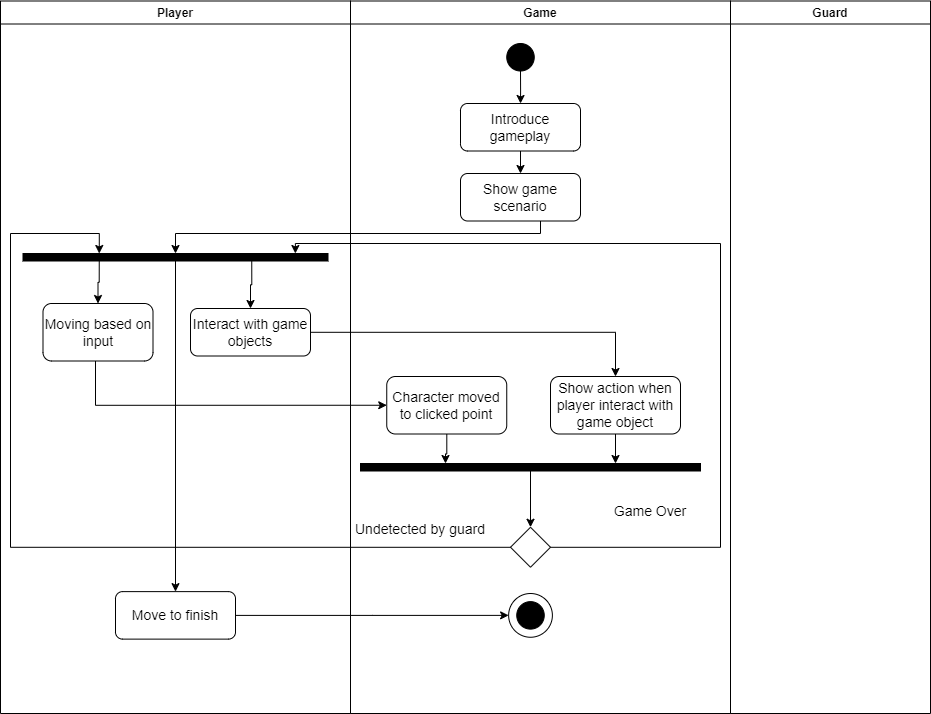 Player
Game
Guard
Introduce
gameplay
Show game
scenario
Moving based on
input
Interact with game
objects
Character moved
to clicked point
Show action when
player interact with
game object
Game Over
Undetected by guard
Move to finish